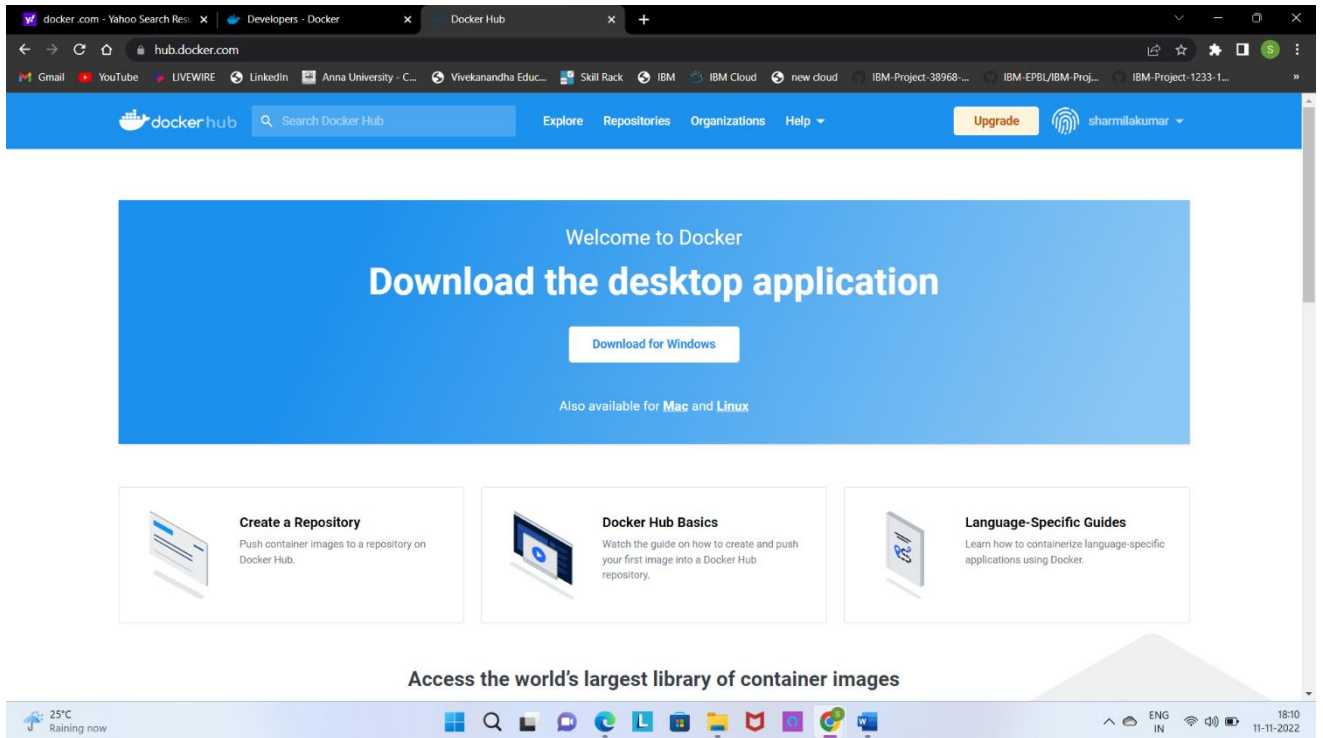 docker .com - Yahoo Search Resu
Developers - Docker
Docker Hub
hub.docker.com
S
Gmail
YouTube
LIVEWIRE
LinkedIn
Anna University - C...
Vivekanandha Educ...
Skill Rack
IBM
IBM Cloud
new cloud
IBM-Project-38968-...
IBM-EPBL/IBM-Proj...
IBM-Project-1233-1...
»
dockerhub
Search Docker Hub
Explore
Repositories
Organizations
Help
Upgrade
sharmilakumar
Welcome to Docker
Download the desktop application
Download for Windows
Also available for Mac and Linux
Create a Repository
Push container images to a repository on
Docker Hub.
Docker Hub Basics
Watch the guide on how to create and push
your first image into a Docker Hub
repository.
Language-Specific Guides
Learn how to containerize language-specific
applications using Docker.
Access the world's largest library of container images
25°C
Raining now
ENG
IN
18:10
11-11-2022